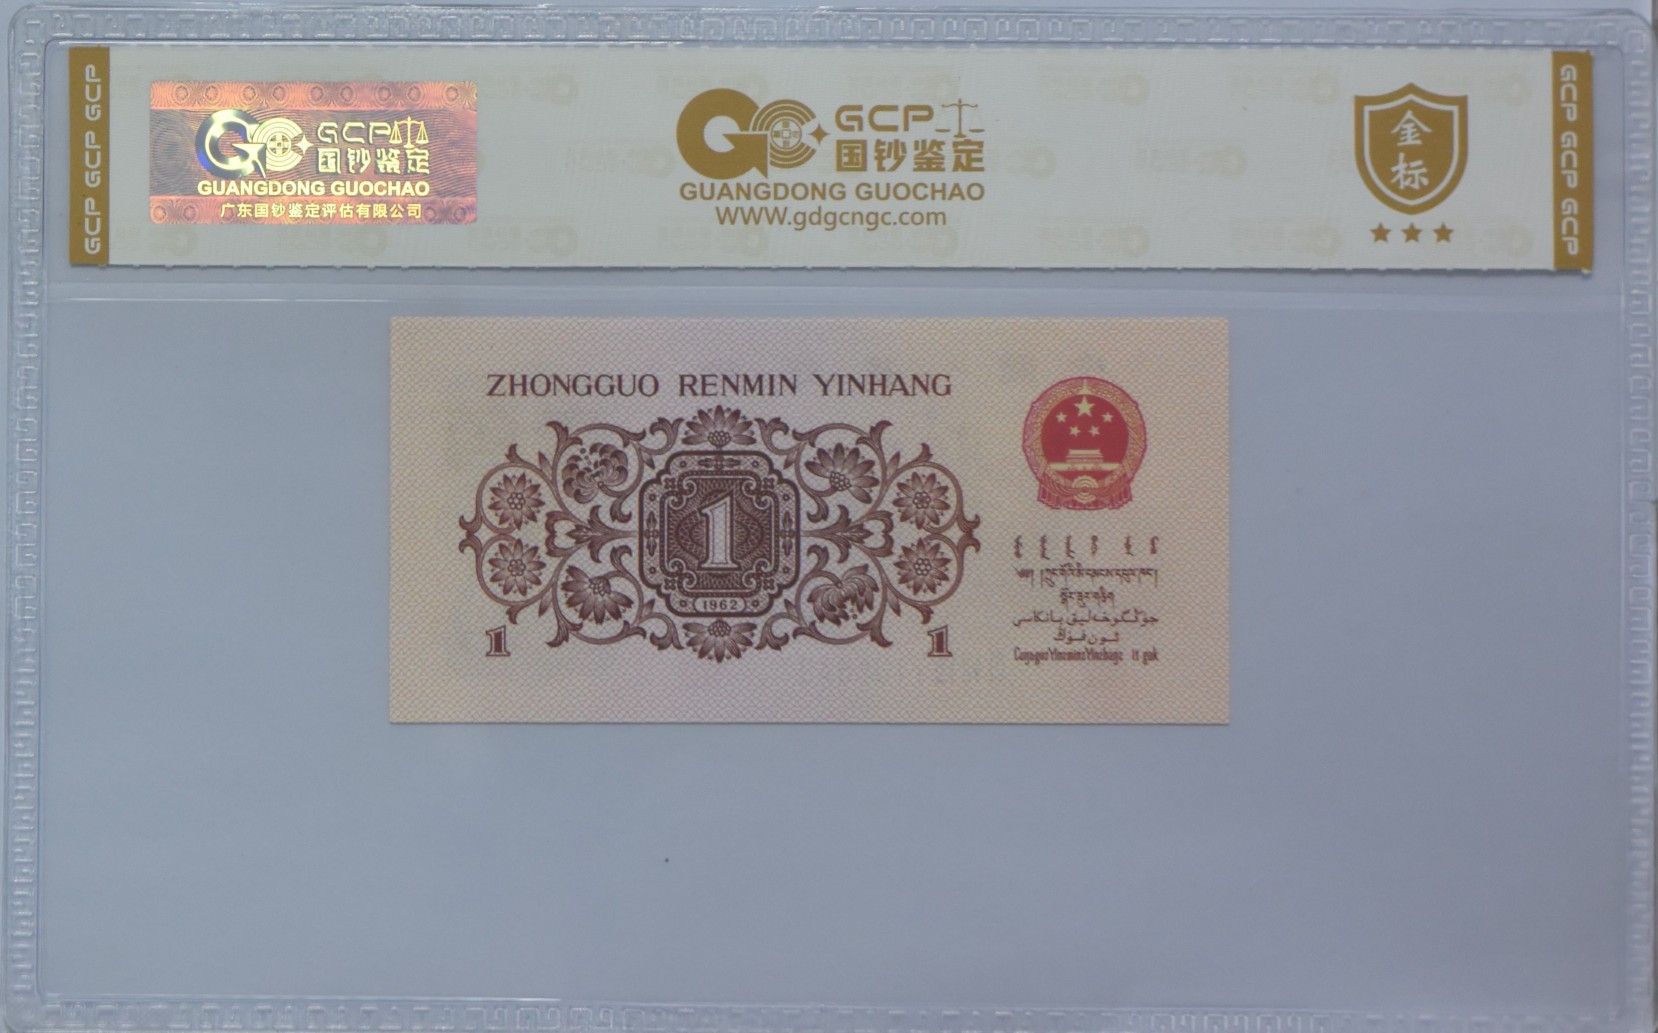 GCP GCP GCP
GCP 国钞鉴定
GUANGDONG GUOCHAO
广东国钞鉴定评估有限公司
GCP
国钞鉴定
GUANGDONG GUOCHAO
WWW.gdgcngc.com
金标
GCP GCP GCP
ZHONGGUO RENMIN YINHANG
1
1962
1
1